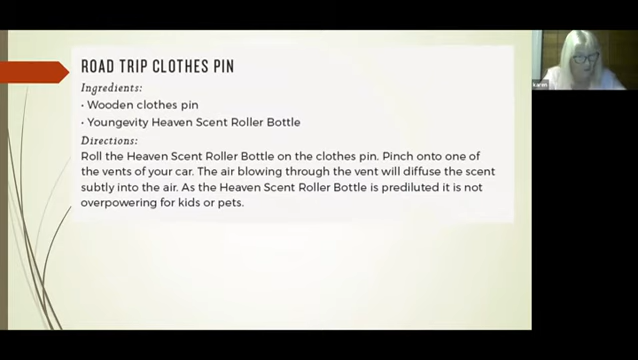 ROAD TRIP CLOTHES PIN
Ingredients:
• Wooden clothes pin
• Youngevity Heaven Scent Roller Bottle
Directions:
Roll the Heaven Scent Roller Bottle on the clothes pin. Pinch onto one of
the vents of your car. The air blowing through the vent will diffuse the scent
subtly into the air. As the Heaven Scent Roller Bottle is prediluted it is not
overpowering for kids or pets.
karen